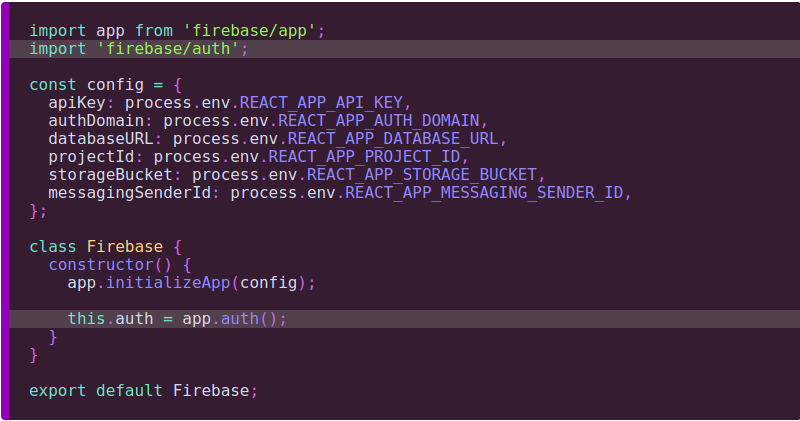 import app from 'firebase/app';
import 'firebase/auth';
const config = {
apiKey: process.env.REACT_APP_API_KEY,
authDomain: process.env.REACT_APP_AUTH_DOMAIN,
databaseURL: process.env.REACT_APP_DATABASE_URL,
projectId: process.env.REACT_APP_PROJECT_ID,
storageBucket: process.env.REACT_APP_STORAGE_BUCKET,
messagingSenderId: process.env.REACT_APP_MESSAGING_SENDER_ID,
};
class Firebase {
constructor() {
app.initializeApp(config);
this.auth = app.auth();
}
}
export default Firebase;